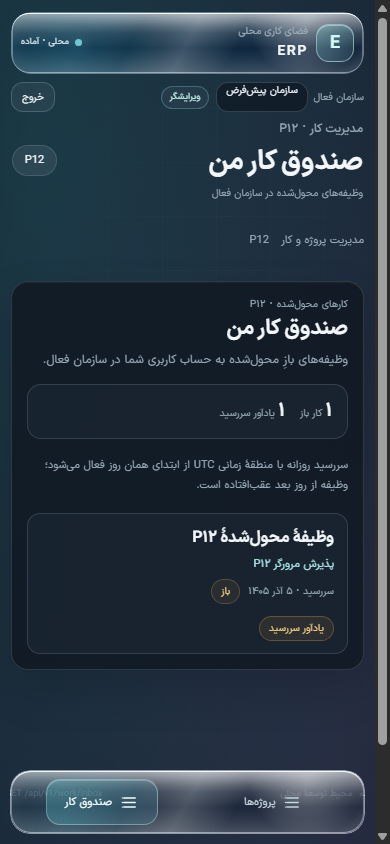 فضای کاری محلی
ERP
E
محلی • آماده
سازمان فعال
سازمان پیش‌فرض
ویرایشگر
خروج
مدیریت کار · P۱۲
صندوق کار من
P12
وظیفه‌های محول‌شده در سازمان فعال
مدیریت پروژه و کار P12
کارهای محول‌شده · P۱۲
صندوق کار من
وظیفه‌های بازِ محول‌شده به حساب کاربری شما در سازمان فعال.
۱ کار باز ۱ یادآور سررسید
سررسید روزانه با منطقهٔ زمانی UTC از ابتدای همان روز فعال می‌شود؛
وظیفه از روز بعد عقب‌افتاده است.
وظیفهٔ محول‌شدهٔ P۱۲
پذیرش مرورگر P۱۲
سررسید · ۵ آذر ۱۴۰۵ باز
یادآور سررسید
پروژه‌ها
صندوق کار